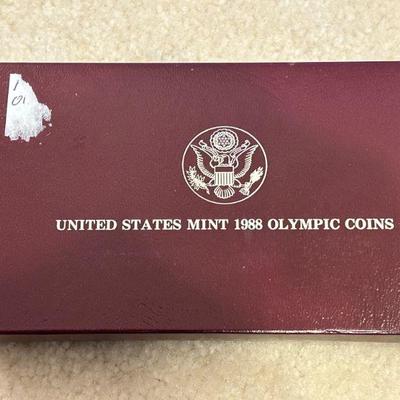 UNITED STATES MINT 1988 OLYMPIC COINS